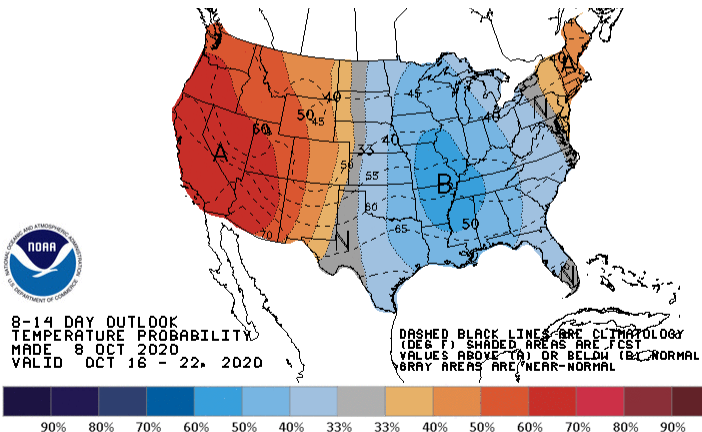 A
N
40
50
45
60
A
40
33
50
55
60
70
N
65
45
40
B
50
N
NATIONAL OCEANIC AND ATMOSPHERIC ADMINISTRATION
NOAA
U.S. DEPARTMENT OF COMMERCE
8-14 DAY OUTLOOK
TEMPERATURE PROBABILITY
MADE 8 OCT 2020
VALID OCT 16 - 22, 2020
DASHED BLACK LINES ARE CLIMATOLOGY
(DEG F) SHADED AREAS ARE FCST
VALUES ABOVE (A) OR BELOW (B) NORMAL
GRAY AREAS ARE NEAR-NORMAL
90% 80% 70% 60% 50% 40% 33% 33% 40% 50% 60% 70% 80% 90%